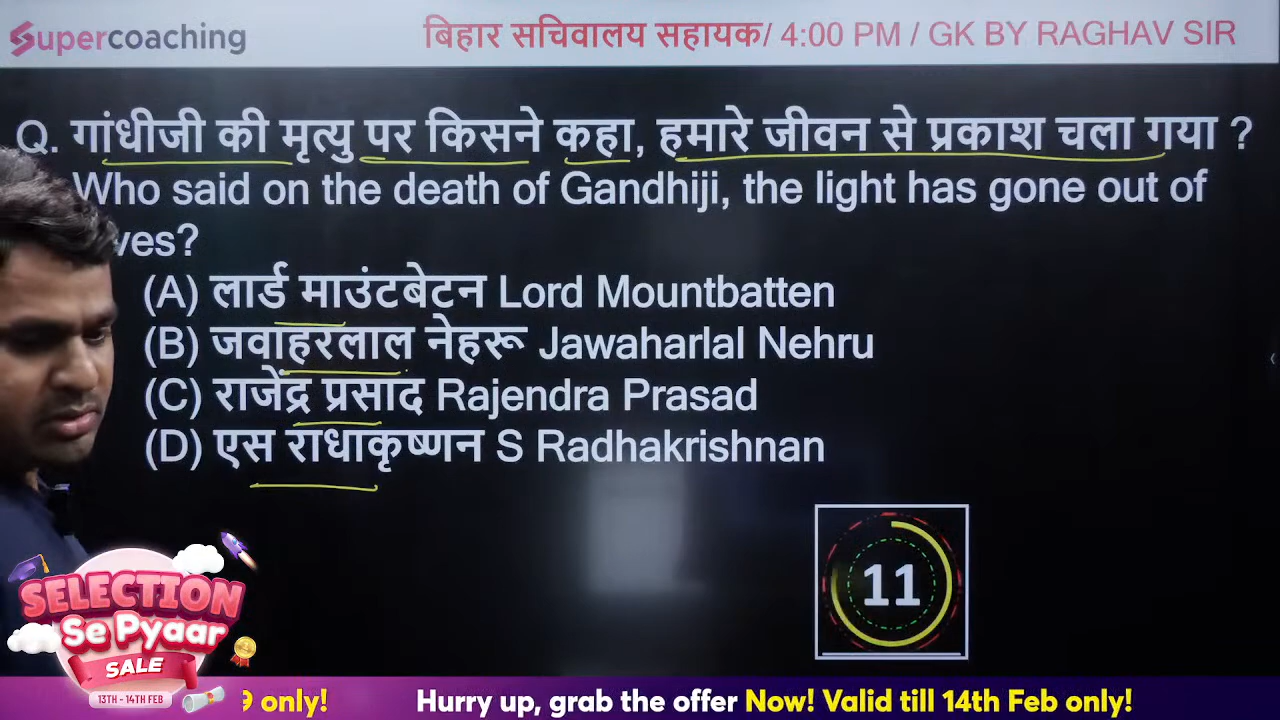 Supercoaching
बिहार सचिवालय सहायक/ 4:00 PM / GK BY RAGHAV SIR
Q. गांधीजी की मृत्यु पर किसने कहा, हमारे जीवन से प्रकाश चला गया ?
Who said on the death of Gandhiji, the light has gone out of
ves?
(A) लार्ड माउंटबेटन Lord Mountbatten
(B) जवाहरलाल नेहरू Jawaharlal Nehru
(C) राजेंद्र प्रसाद Rajendra Prasad
(D) एस राधाकृष्णन S Radhakrishnan
11
SELECTION
Se Pyaar
SALE
13TH - 14TH FEB
9 only! Hurry up, grab the offer Now! Valid till 14th Feb only!